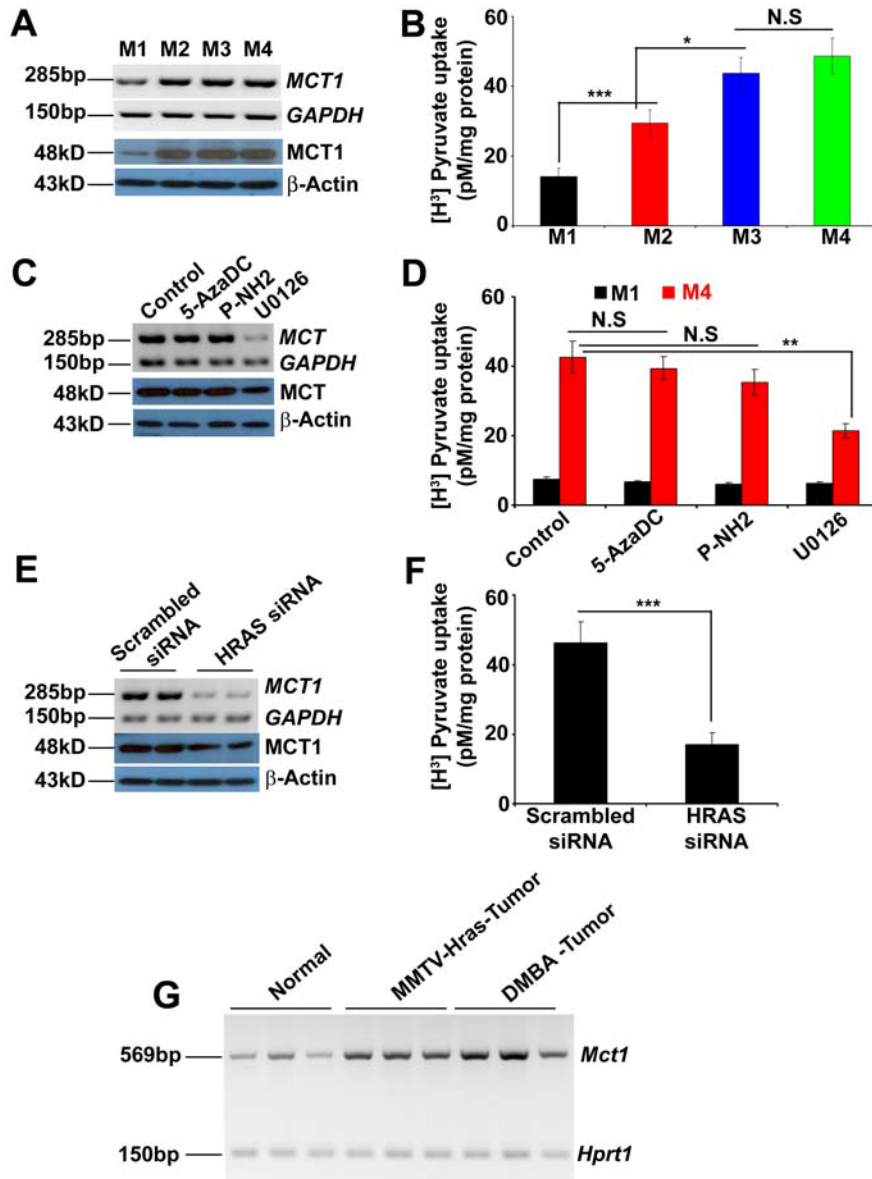 A
M1 M2 M3 M4
285bp MCT1
150bp GAPDH
48kD MCT1
43kD β-Actin
B
[H³] Pyruvate uptake
(pM/mg protein)
60
40
20
0
***
*
N.S
M1 M2 M3 M4
C
Control 5-AzaDC P-NH2 U0126
285bp MCT
150bp GAPDH
48kD MCT
43kD β-Actin
D
M1 M4
[H³] Pyruvate uptake
(pM/mg protein)
60
40
20
0
N.S
N.S
**
Control 5-AzaDC P-NH2 U0126
E
Scrambled siRNA HRAS siRNA
285bp MCT1
150bp GAPDH
48kD MCT1
43kD β-Actin
F
[H³] Pyruvate uptake
(pM/mg protein)
60
40
20
0
***
Scrambled siRNA HRAS siRNA
G
Normal MMTV-Hras-Tumor DMBA -Tumor
569bp Mct1
150bp Hprt1